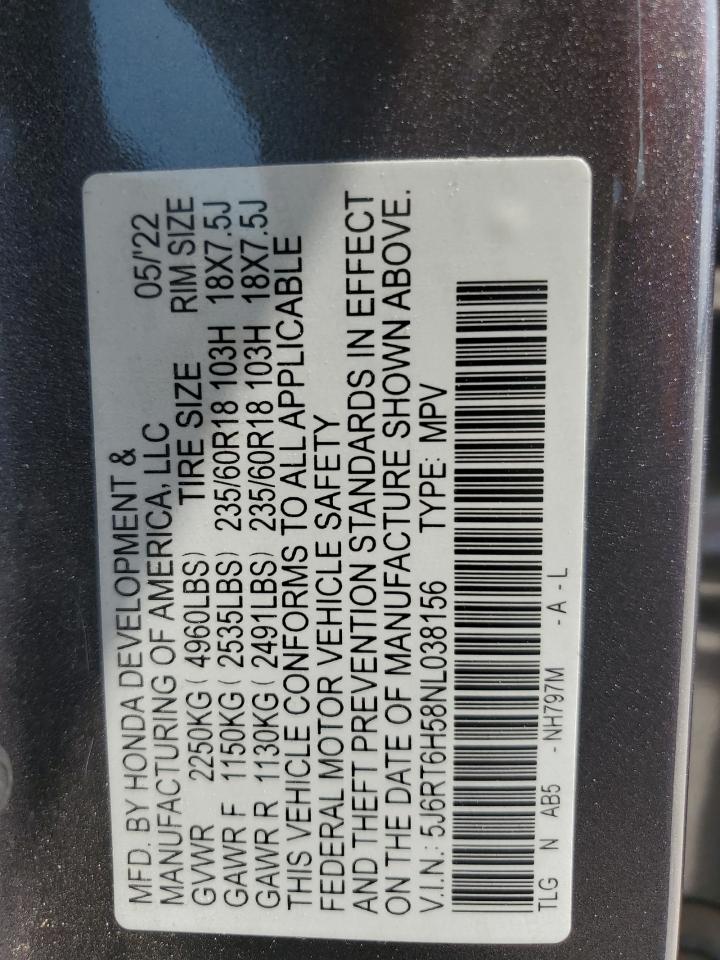 MFD. BY HONDA DEVELOPMENT &
MANUFACTURING OF AMERICA, LLC 05/'22
GVWR 2250KG ( 4960LBS) TIRE SIZE RIM SIZE
GAWR F 1150KG ( 2535LBS) 235/60R18 103H 18X7.5J
GAWR R 1130KG ( 2491LBS) 235/60R18 103H 18X7.5J
THIS VEHICLE CONFORMS TO ALL APPLICABLE
FEDERAL MOTOR VEHICLE SAFETY
AND THEFT PREVENTION STANDARDS IN EFFECT
ON THE DATE OF MANUFACTURE SHOWN ABOVE.
V.I.N.: 5J6RT6H58NL038156 TYPE: MPV
TLG N AB5 - NH797M - A - L